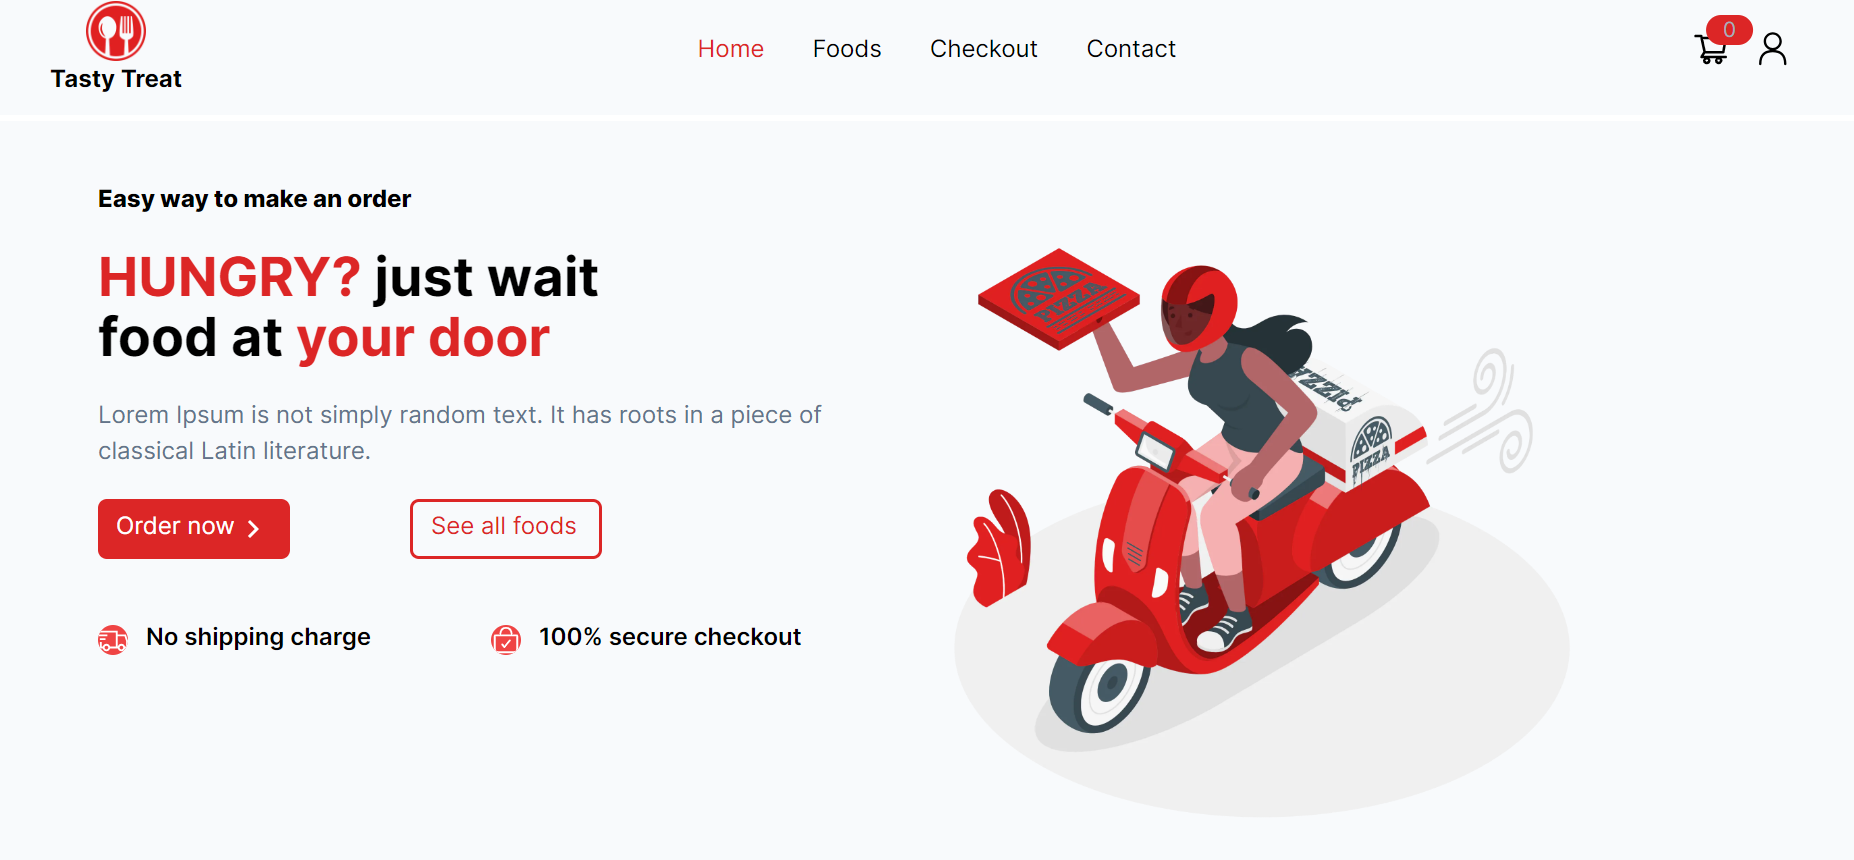 Tasty Treat
Home Foods Checkout Contact
0
Easy way to make an order
HUNGRY? just wait
food at your door
Lorem Ipsum is not simply random text. It has roots in a piece of
classical Latin literature.
Order now
See all foods
No shipping charge
100% secure checkout
PIZZA
PIZZA
PIZZA